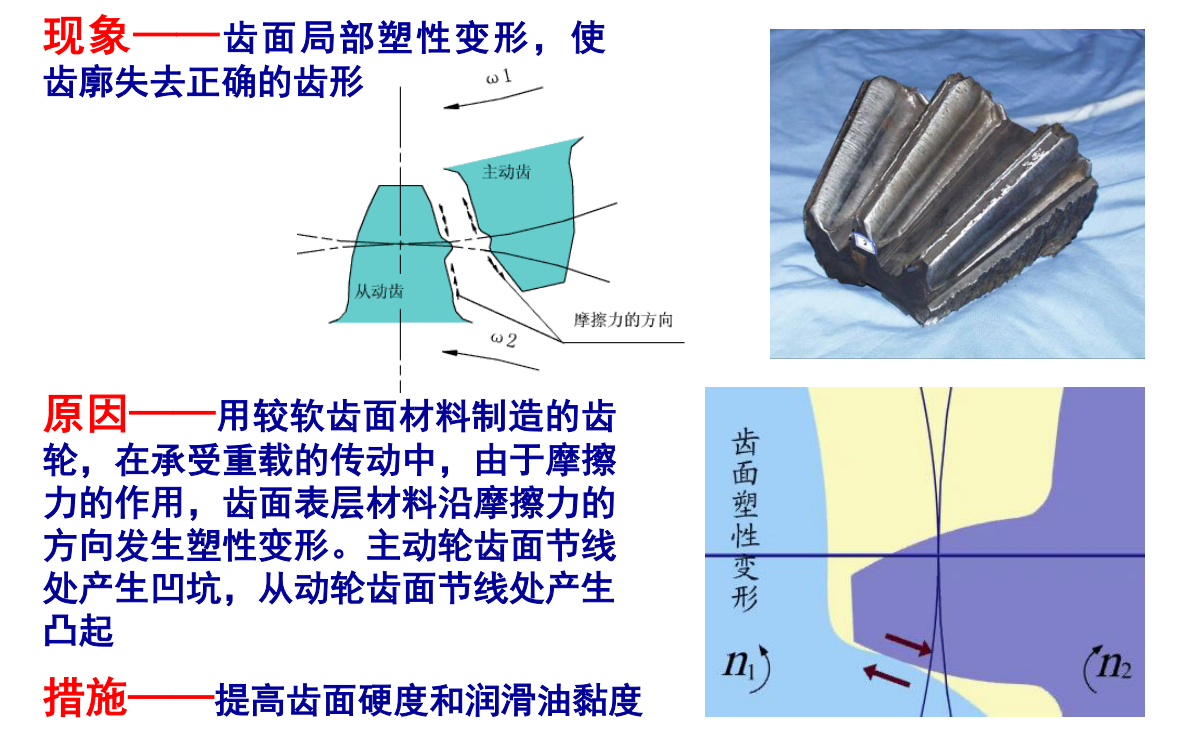 现象——齿面局部塑性变形，使
齿廓失去正确的齿形
ω1
主动齿
从动齿
摩擦力的方向
ω2
原因——用较软齿面材料制造的齿
轮，在承受重载的传动中，由于摩擦
力的作用，齿面表层材料沿摩擦力的
方向发生塑性变形。主动轮齿面节线
处产生凹坑，从动轮齿面节线处产生
凸起
措施——提高齿面硬度和润滑油黏度
齿面塑性变形
n1
n2